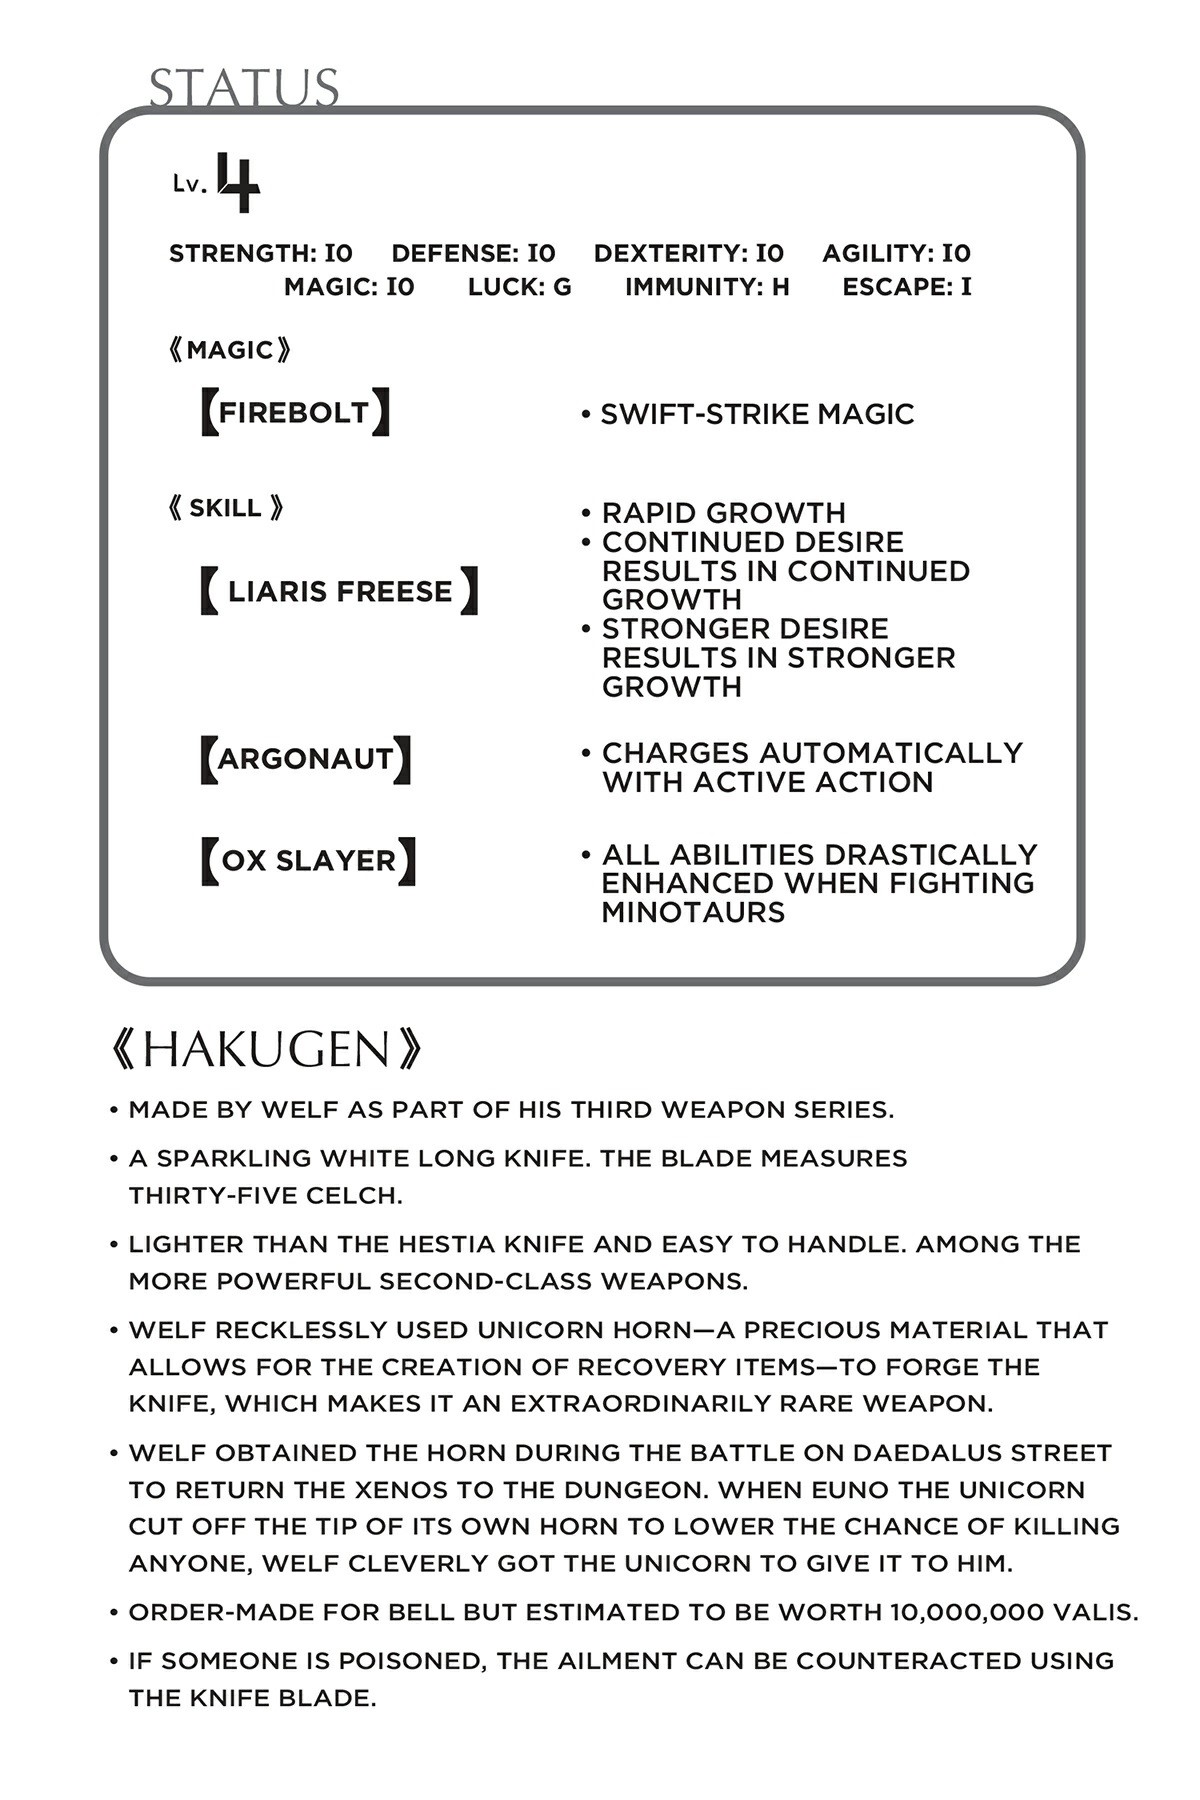 STATUS
Lv. 4
STRENGTH: I0 DEFENSE: I0 DEXTERITY: I0 AGILITY: I0
MAGIC: I0 LUCK: G IMMUNITY: H ESCAPE: I
《MAGIC》
【FIREBOLT】 • SWIFT-STRIKE MAGIC
《 SKILL 》
【 LIARIS FREESE 】
• RAPID GROWTH
• CONTINUED DESIRE
RESULTS IN CONTINUED
GROWTH
• STRONGER DESIRE
RESULTS IN STRONGER
GROWTH
【ARGONAUT】
• CHARGES AUTOMATICALLY
WITH ACTIVE ACTION
【OX SLAYER】
• ALL ABILITIES DRASTICALLY
ENHANCED WHEN FIGHTING
MINOTAURS
《HAKUGEN》
• MADE BY WELF AS PART OF HIS THIRD WEAPON SERIES.
• A SPARKLING WHITE LONG KNIFE. THE BLADE MEASURES
THIRTY-FIVE CELCH.
• LIGHTER THAN THE HESTIA KNIFE AND EASY TO HANDLE. AMONG THE
MORE POWERFUL SECOND-CLASS WEAPONS.
• WELF RECKLESSLY USED UNICORN HORN—A PRECIOUS MATERIAL THAT
ALLOWS FOR THE CREATION OF RECOVERY ITEMS—TO FORGE THE
KNIFE, WHICH MAKES IT AN EXTRAORDINARILY RARE WEAPON.
• WELF OBTAINED THE HORN DURING THE BATTLE ON DAEDALUS STREET
TO RETURN THE XENOS TO THE DUNGEON. WHEN EUNO THE UNICORN
CUT OFF THE TIP OF ITS OWN HORN TO LOWER THE CHANCE OF KILLING
ANYONE, WELF CLEVERLY GOT THE UNICORN TO GIVE IT TO HIM.
• ORDER-MADE FOR BELL BUT ESTIMATED TO BE WORTH 10,000,000 VALIS.
• IF SOMEONE IS POISONED, THE AILMENT CAN BE COUNTERACTED USING
THE KNIFE BLADE.